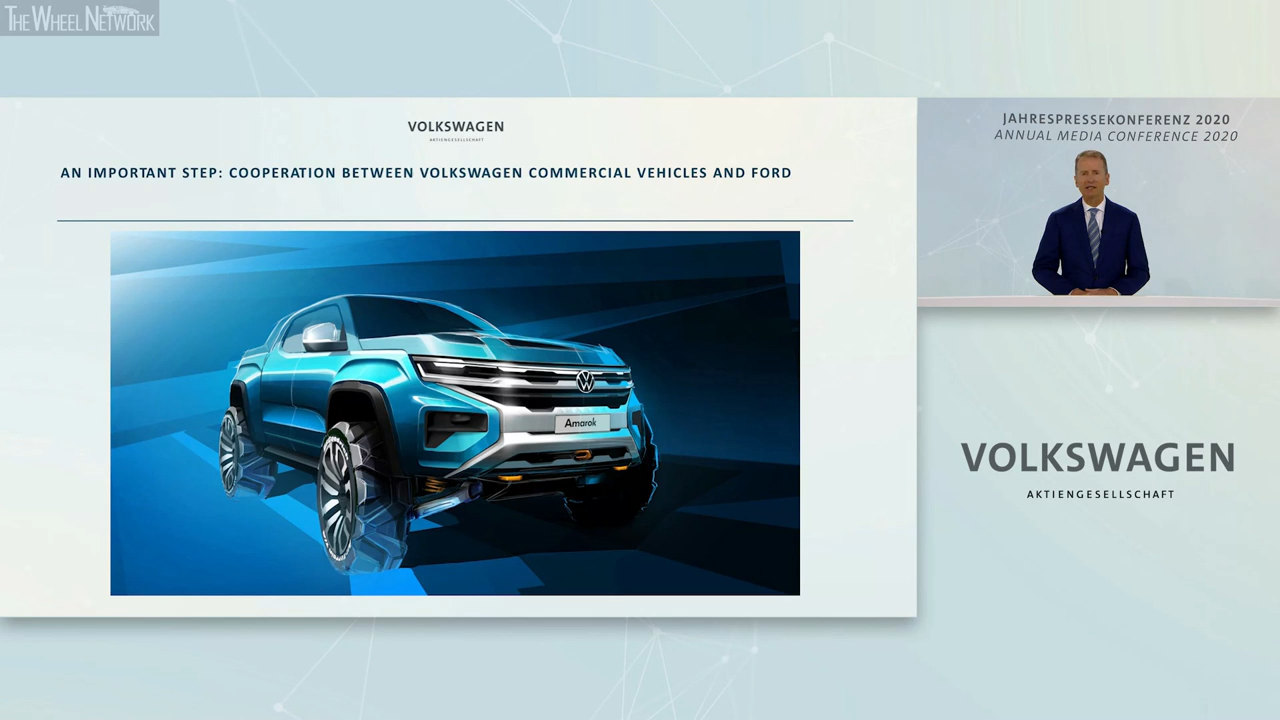 THE WHEEL NETWORK
VOLKSWAGEN
AKTIENGESELLSCHAFT
AN IMPORTANT STEP: COOPERATION BETWEEN VOLKSWAGEN COMMERCIAL VEHICLES AND FORD
Amarok
JAHRESPRESSEKONFERENZ 2020
ANNUAL MEDIA CONFERENCE 2020
VOLKSWAGEN
AKTIENGESELLSCHAFT